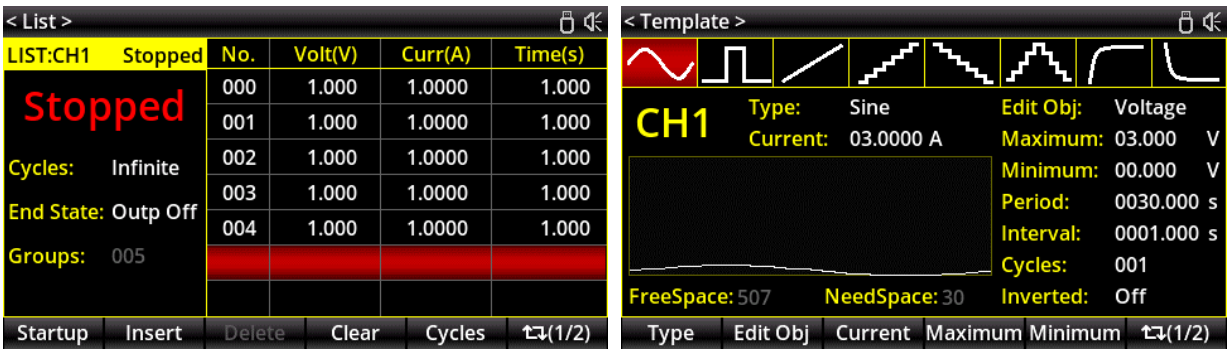 < List >
LIST:CH1 Stopped No. Volt(V) Curr(A) Time(s)
Stopped
000 1.000 1.0000 1.000
001 1.000 1.0000 1.000
Cycles: Infinite
002 1.000 1.0000 1.000
003 1.000 1.0000 1.000
End State: Outp Off
004 1.000 1.0000 1.000
Groups: 005
Startup Insert Delete Clear Cycles (1/2)
< Template >
CH1
Type: Sine
Current: 03.0000 A
Edit Obj: Voltage
Maximum: 03.000 V
Minimum: 00.000 V
Period: 0030.000 s
Interval: 0001.000 s
Cycles: 001
Inverted: Off
FreeSpace: 507 NeedSpace: 30
Type Edit Obj Current Maximum Minimum (1/2)